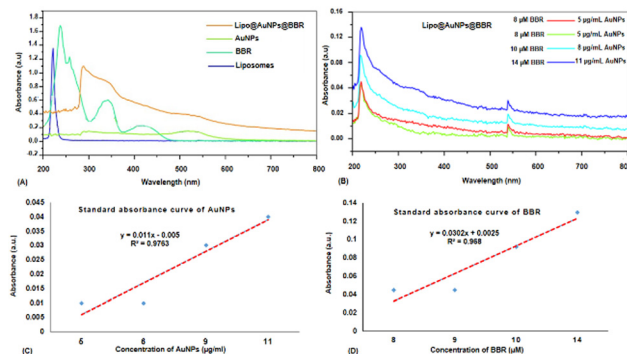 Lipo@AuNPs@BBR
AuNPs
BBR
Liposomes
Absorbance (a.u)
1.8
1.6
1.4
1.2
1.0
0.8
0.6
0.4
0.2
0.0
-0.2
200 300 400 500 600 700 800
Wavelength (nm)
(A)
Lipo@AuNPs@BBR
8 µM BBR 5 µg/mL AuNPs
8 µM BBR 5 µg/mL AuNPs
10 µM BBR 8 µg/mL AuNPs
14 µM BBR 11 µg/mL AuNPs
Absorbance (a.u)
0.16
0.12
0.08
0.04
0.00
200 300 400 500 600 700 800
Wavelength (nm)
(B)
Standard absorbance curve of AuNPs
y = 0.011x - 0.005
R² = 0.9763
Absorbance (a.u.)
0.045
0.04
0.035
0.03
0.025
0.02
0.015
0.01
0.005
0
5 6 9 11
Concentration of AuNPs (µg/ml)
(C)
Standard absorbance curve of BBR
y = 0.0302x + 0.0025
R² = 0.968
Absorbance (a.u.)
0.14
0.12
0.1
0.08
0.06
0.04
0.02
0
8 9 10 14
Concentration of BBR (µM)
(D)